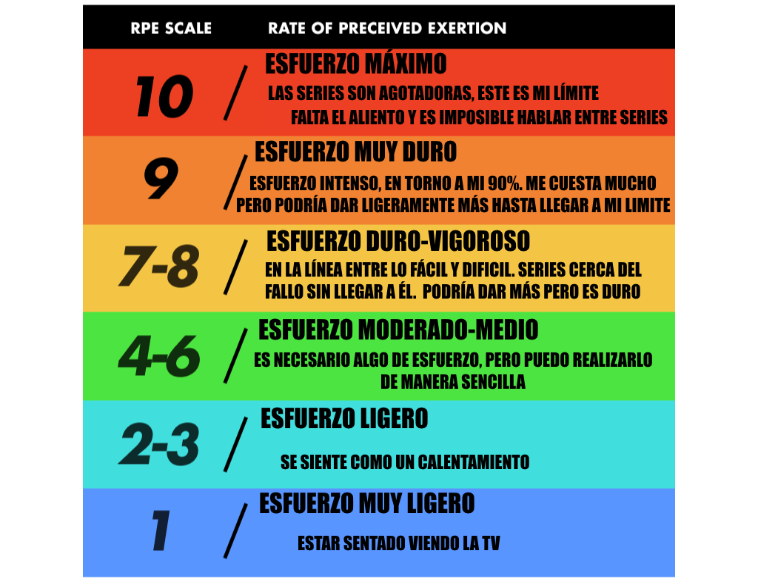 RPE SCALE RATE OF PRECEIVED EXERTION
10 / ESFUERZO MÁXIMO
LAS SERIES SON AGOTADORAS, ESTE ES MI LÍMITE
FALTA EL ALIENTO Y ES IMPOSIBLE HABLAR ENTRE SERIES
9 / ESFUERZO MUY DURO
ESFUERZO INTENSO, EN TORNO A MI 90%. ME CUESTA MUCHO
PERO PODRÍA DAR LIGERAMENTE MÁS HASTA LLEGAR A MI LIMITE
7-8 / ESFUERZO DURO-VIGOROSO
EN LA LÍNEA ENTRE LO FÁCIL Y DIFICIL. SERIES CERCA DEL
FALLO SIN LLEGAR A ÉL. PODRÍA DAR MÁS PERO ES DURO
4-6 / ESFUERZO MODERADO-MEDIO
ES NECESARIO ALGO DE ESFUERZO, PERO PUEDO REALIZARLO
DE MANERA SENCILLA
2-3 / ESFUERZO LIGERO
SE SIENTE COMO UN CALENTAMIENTO
1 / ESFUERZO MUY LIGERO
ESTAR SENTADO VIENDO LA TV